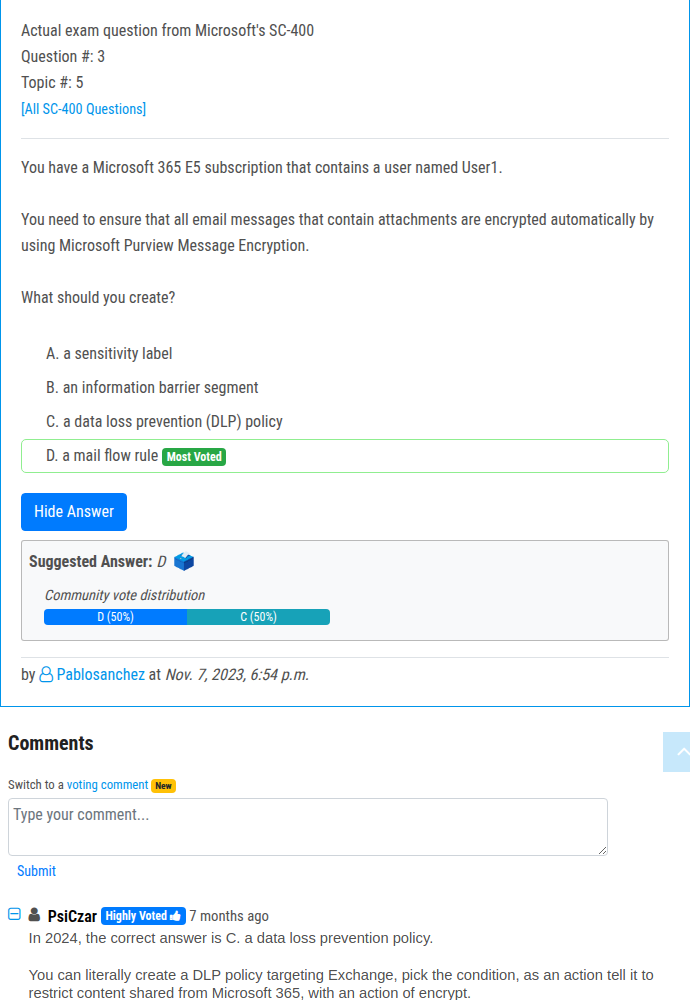 Actual exam question from Microsoft's SC-400
Question #: 3
Topic #: 5
[All SC-400 Questions]
You have a Microsoft 365 E5 subscription that contains a user named User1.
You need to ensure that all email messages that contain attachments are encrypted automatically by
using Microsoft Purview Message Encryption.
What should you create?
A. a sensitivity label
B. an information barrier segment
C. a data loss prevention (DLP) policy
D. a mail flow rule Most Voted
Hide Answer
Suggested Answer: D
Community vote distribution
D (50%) C (50%)
by Pablosanchez at Nov. 7, 2023, 6:54 p.m.
Comments
Switch to a voting comment New
Type your comment...
Submit
PsiCzar Highly Voted 7 months ago
In 2024, the correct answer is C. a data loss prevention policy.
You can literally create a DLP policy targeting Exchange, pick the condition, as an action tell it to
restrict content shared from Microsoft 365, with an action of encrypt.